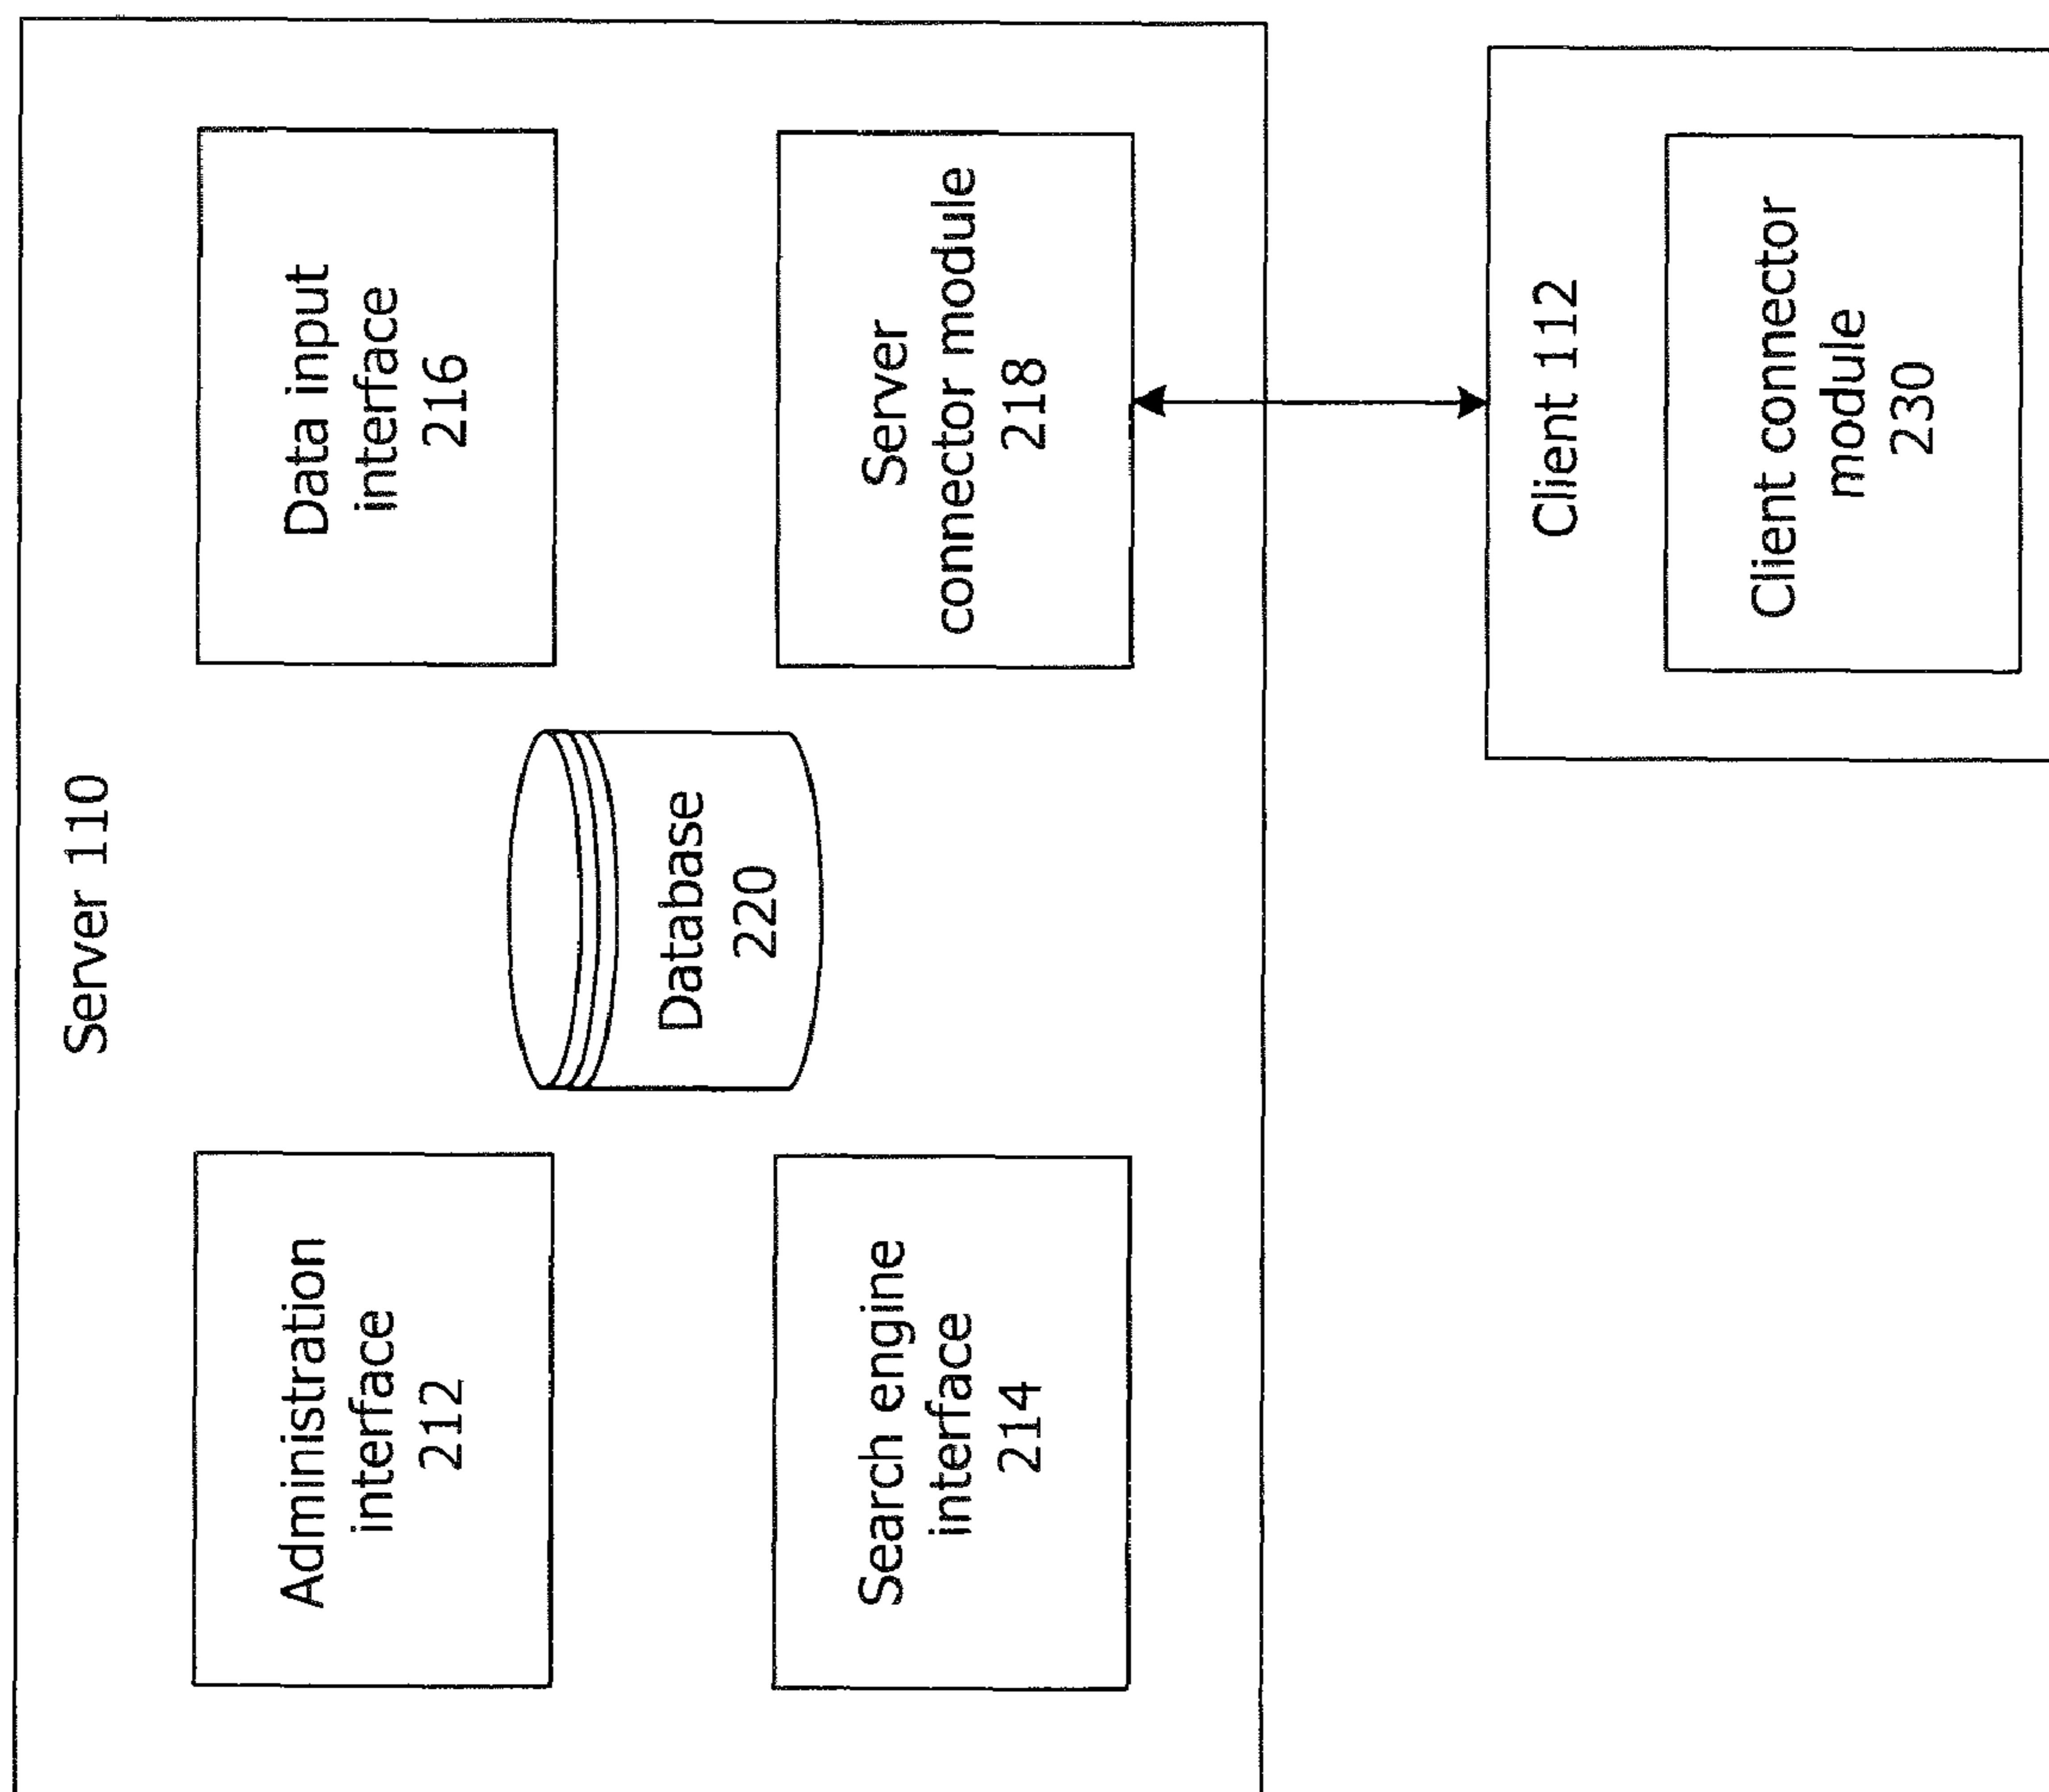 Server 110
Administration
interface
212
Data input
interface
216
Database
220
Search engine
interface
214
Server
connector module
218
Client 112
Client connector
module
230